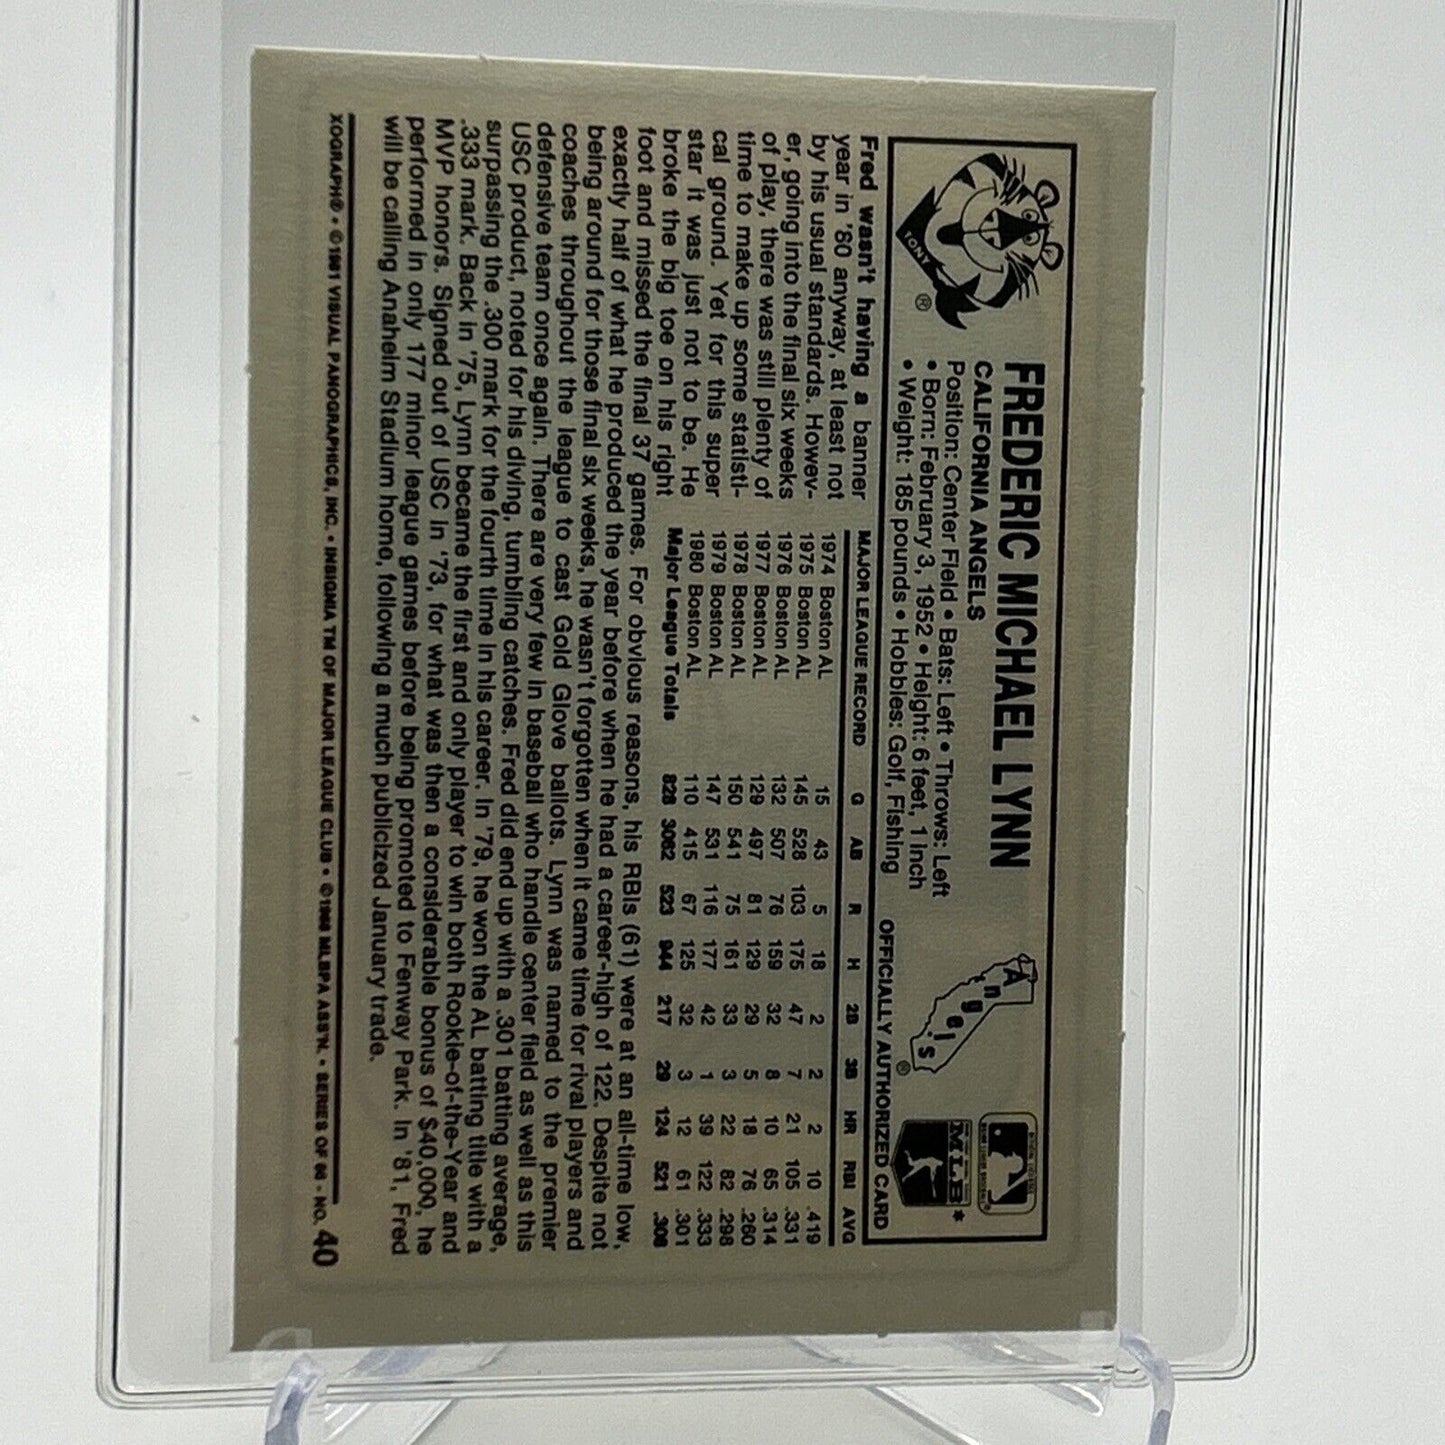 TONY
®
FREDERIC MICHAEL LYNN
CALIFORNIA ANGELS
Position: Center Field • Bats: Left • Throws: Left
• Born: February 3, 1952 • Height: 6 feet, 1 inch
• Weight: 185 pounds • Hobbies: Golf, Fishing
Angels
®
MLB*
OFFICIALLY AUTHORIZED CARD
Fred wasn't having a banner
year in '80 anyway, at least not
by his usual standards. Howev-
er, going into the final six weeks
of play, there was still plenty of
time to make up some statisti-
cal ground. Yet for this super
star it was just not to be. He
broke the big toe on his right
MAJOR LEAGUE RECORD G AB R H 2B 3B HR RBI AVG
1974 Boston AL 15 43 5 18 2 2 2 10 .419
1975 Boston AL 145 528 103 175 47 7 21 105 .331
1976 Boston AL 132 507 76 159 32 8 10 65 .314
1977 Boston AL 129 497 81 129 29 5 18 76 .260
1978 Boston AL 150 541 75 161 33 3 22 82 .298
1979 Boston AL 147 531 116 177 42 1 39 122 .333
1980 Boston AL 110 415 67 125 32 3 12 61 .301
Major League Totals 828 3062 523 944 217 29 124 521 .308
foot and missed the final 37 games. For obvious reasons, his RBIs (61) were at an all-time low,
exactly half of what he produced the year before when he had a career-high of 122. Despite not
being around for those final six weeks, he wasn't forgotten when it came time for rival players and
coaches throughout the league to cast Gold Glove ballots. Lynn was named to the premier
defensive team once again. There are very few in baseball who handle center field as well as this
USC product, noted for his diving, tumbling catches. Fred did end up with a .301 batting average,
surpassing the .300 mark for the fourth time in his career. In '79, he won the AL batting title with a
.333 mark. Back in '75, Lynn became the first and only player to win both Rookie-of-the-Year and
MVP honors. Signed out of USC in '73, for what was then a considerable bonus of $40,000, he
performed in only 177 minor league games before being promoted to Fenway Park. In '81, Fred
will be calling Anaheim Stadium home, following a much publicized January trade.
XOGRAPH® • ©1981 VISUAL PANOGRAPHICS, INC. • INSIGNIA TM OF MAJOR LEAGUE CLUB • ©1968 MLBPA ASS'N. • SERIES OF 66 • NO. 40